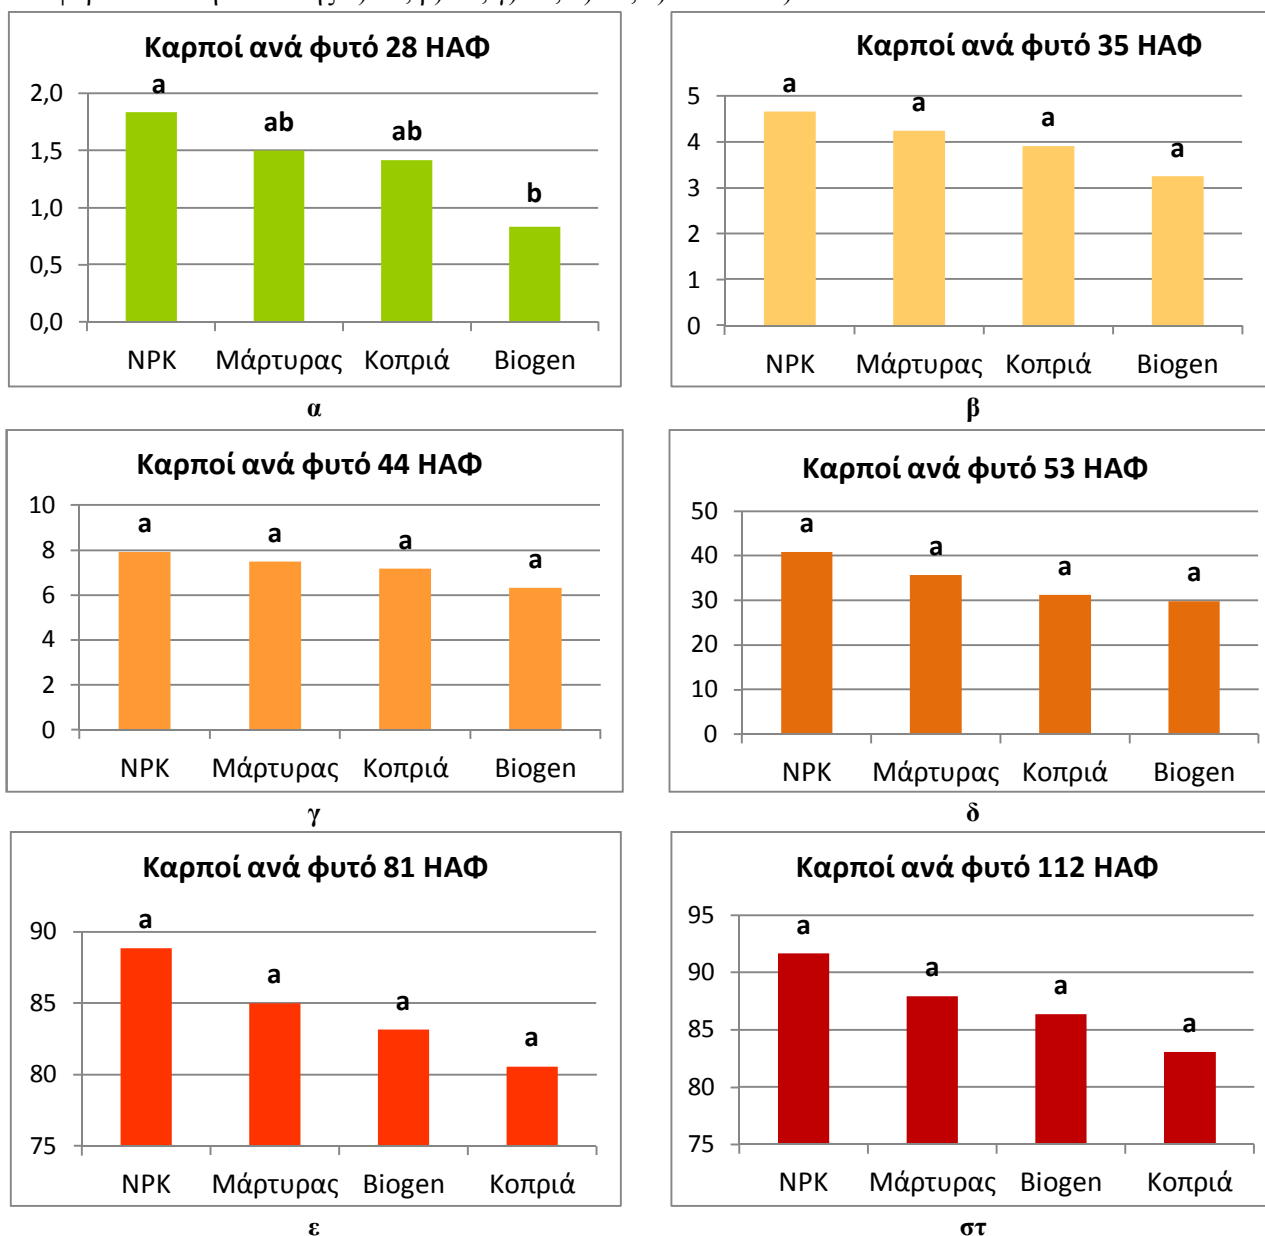 Καρποί ανά φυτό 28 ΗΑΦ
a
ab
ab
b
2,0
1,5
1,0
0,5
0,0
NPK Μάρτυρας Κοπριά Biogen
α
Καρποί ανά φυτό 35 ΗΑΦ
a
a
a
a
5
4
3
2
1
0
NPK Μάρτυρας Κοπριά Biogen
β
Καρποί ανά φυτό 44 ΗΑΦ
a
a
a
a
10
8
6
4
2
0
NPK Μάρτυρας Κοπριά Biogen
γ
Καρποί ανά φυτό 53 ΗΑΦ
a
a
a
a
50
40
30
20
10
0
NPK Μάρτυρας Κοπριά Biogen
δ
Καρποί ανά φυτό 81 ΗΑΦ
a
a
a
a
90
85
80
75
NPK Μάρτυρας Biogen Κοπριά
ε
Καρποί ανά φυτό 112 ΗΑΦ
a
a
a
a
95
90
85
80
75
NPK Μάρτυρας Biogen Κοπριά
στ